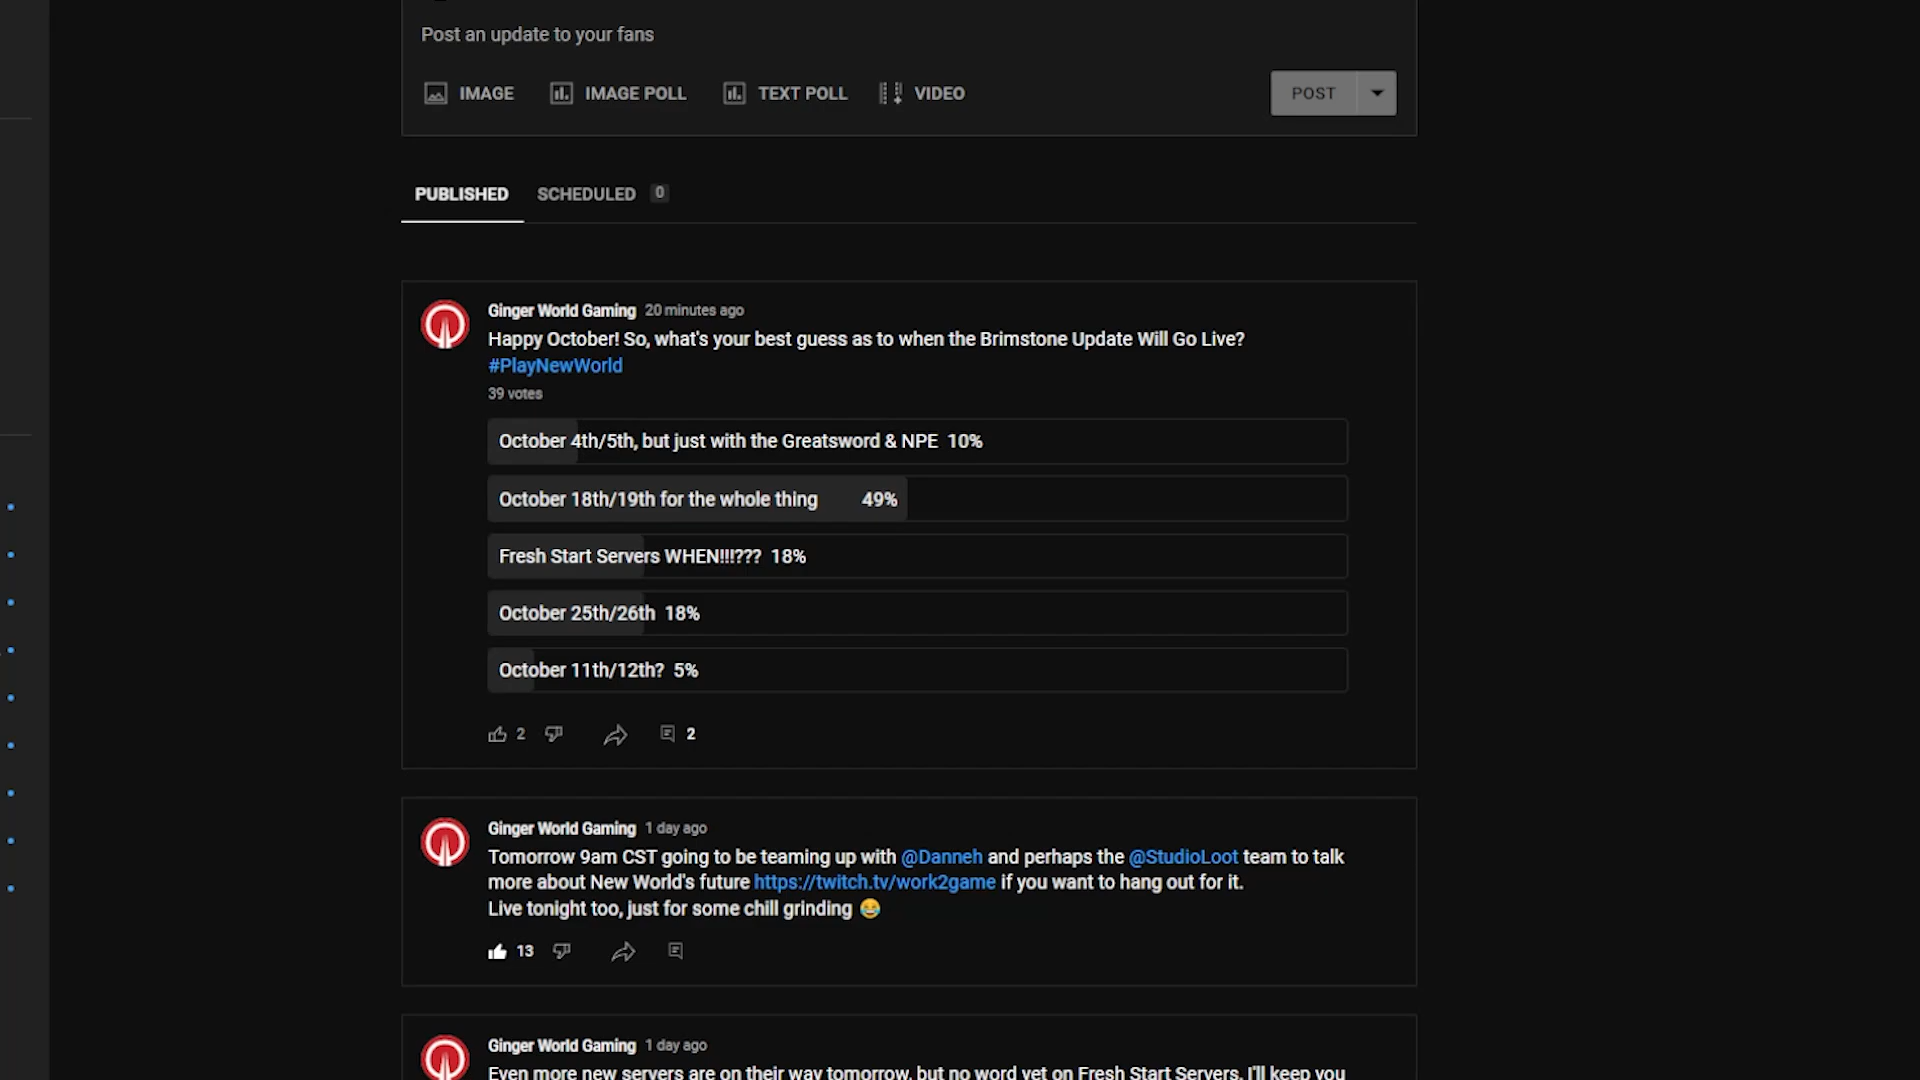 Post an update to your fans
IMAGE IMAGE POLL TEXT POLL VIDEO POST
PUBLISHED SCHEDULED 0
Ginger World Gaming 20 minutes ago
Happy October! So, what's your best guess as to when the Brimstone Update Will Go Live?
#PlayNewWorld
39 votes
October 4th/5th, but just with the Greatsword & NPE 10%
October 18th/19th for the whole thing 49%
Fresh Start Servers WHEN!!!??? 18%
October 25th/26th 18%
October 11th/12th? 5%
2 2
Ginger World Gaming 1 day ago
Tomorrow 9am CST going to be teaming up with @Danneh and perhaps the @StudioLoot team to talk
more about New World's future https://twitch.tv/work2game if you want to hang out for it.
Live tonight too, just for some chill grinding 😂
13
Ginger World Gaming 1 day ago
Even more new servers are on their way tomorrow, but no word yet on Fresh Start Servers. I'll keep you